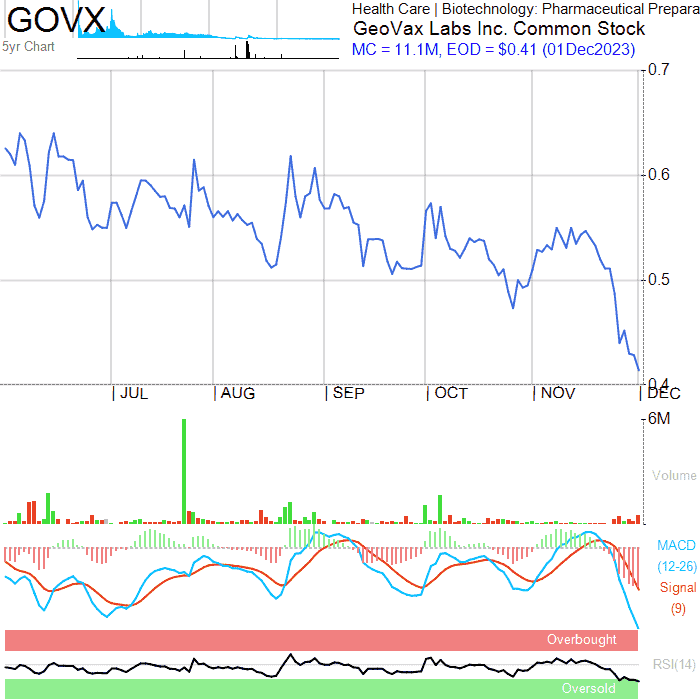 GOVX
5yr Chart
Health Care | Biotechnology: Pharmaceutical Prepara
GeoVax Labs Inc. Common Stock
MC = 11.1M, EOD = $0.41 (01Dec2023)
0.7
0.6
0.5
0.4
| JUL | AUG | SEP | OCT | NOV | DEC
6M
Volume
MACD
(12-26)
Signal
(9)
Overbought
RSI(14)
Oversold